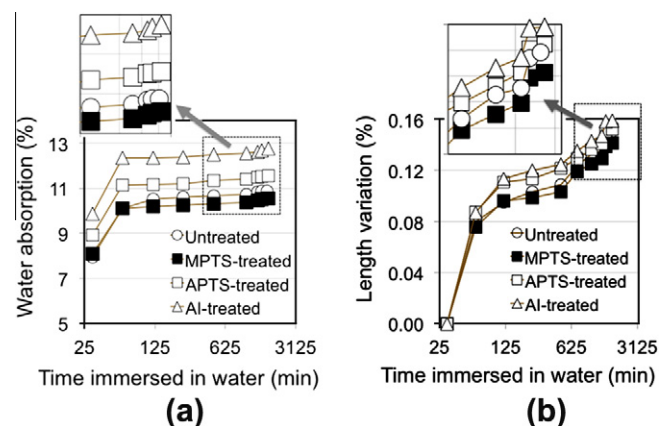 Water absorption (%)
13
11
9
7
5
25 125 625 3125
Untreated
MPTS-treated
APTS-treated
AI-treated
Time immersed in water (min)
(a)
Length variation (%)
0.16
0.12
0.08
0.04
0.00
25 125 625 3125
Untreated
MPTS-treated
APTS-treated
AI-treated
Time immersed in water (min)
(b)